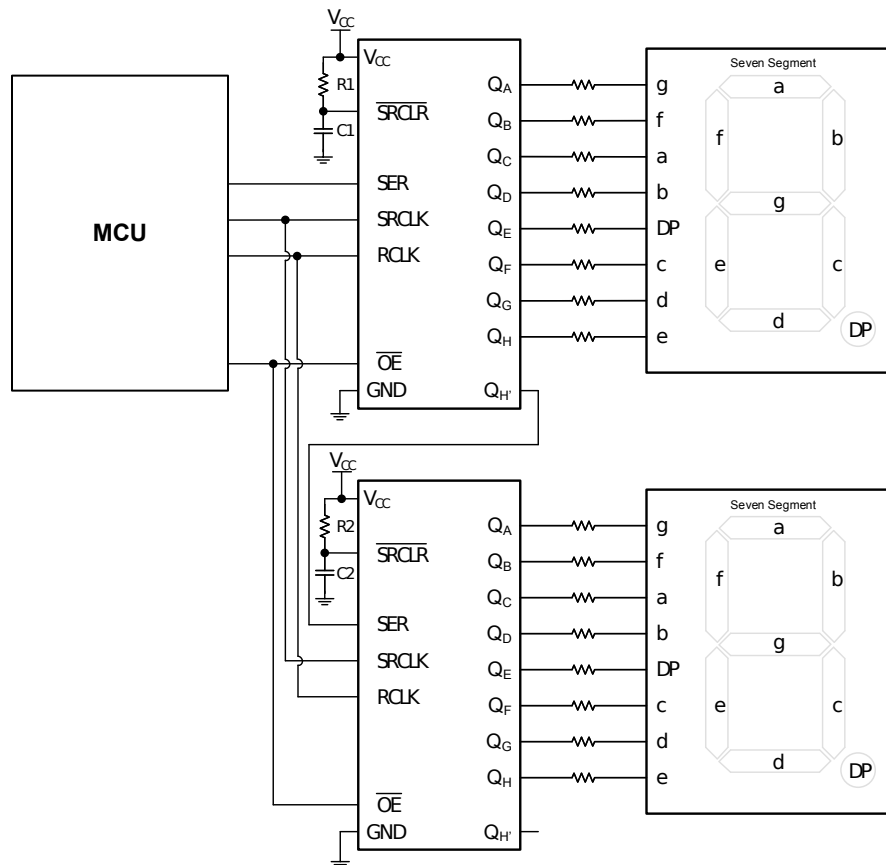 VCC
VCC
R1
SRCLR
C1
SER
SRCLK
RCLK
OE
GND
QA
QB
QC
QD
QE
QF
QG
QH
QH'
MCU
Seven Segment
g
f
a
b
DP
c
d
e
a
f
b
g
e
c
d
DP
VCC
VCC
R2
SRCLR
C2
SER
SRCLK
RCLK
OE
GND
QA
QB
QC
QD
QE
QF
QG
QH
QH'
Seven Segment
g
f
a
b
DP
c
d
e
a
f
b
g
e
c
d
DP